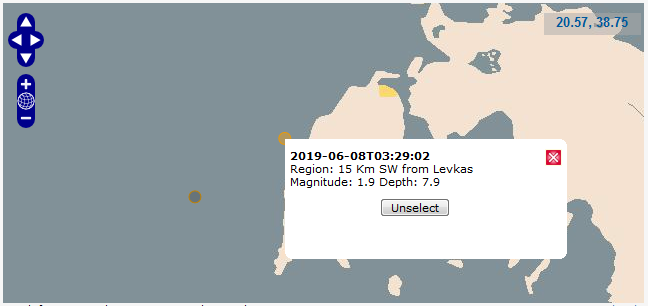 20.57, 38.75
2019-06-08T03:29:02
Region: 15 Km SW from Levkas
Magnitude: 1.9 Depth: 7.9
Unselect